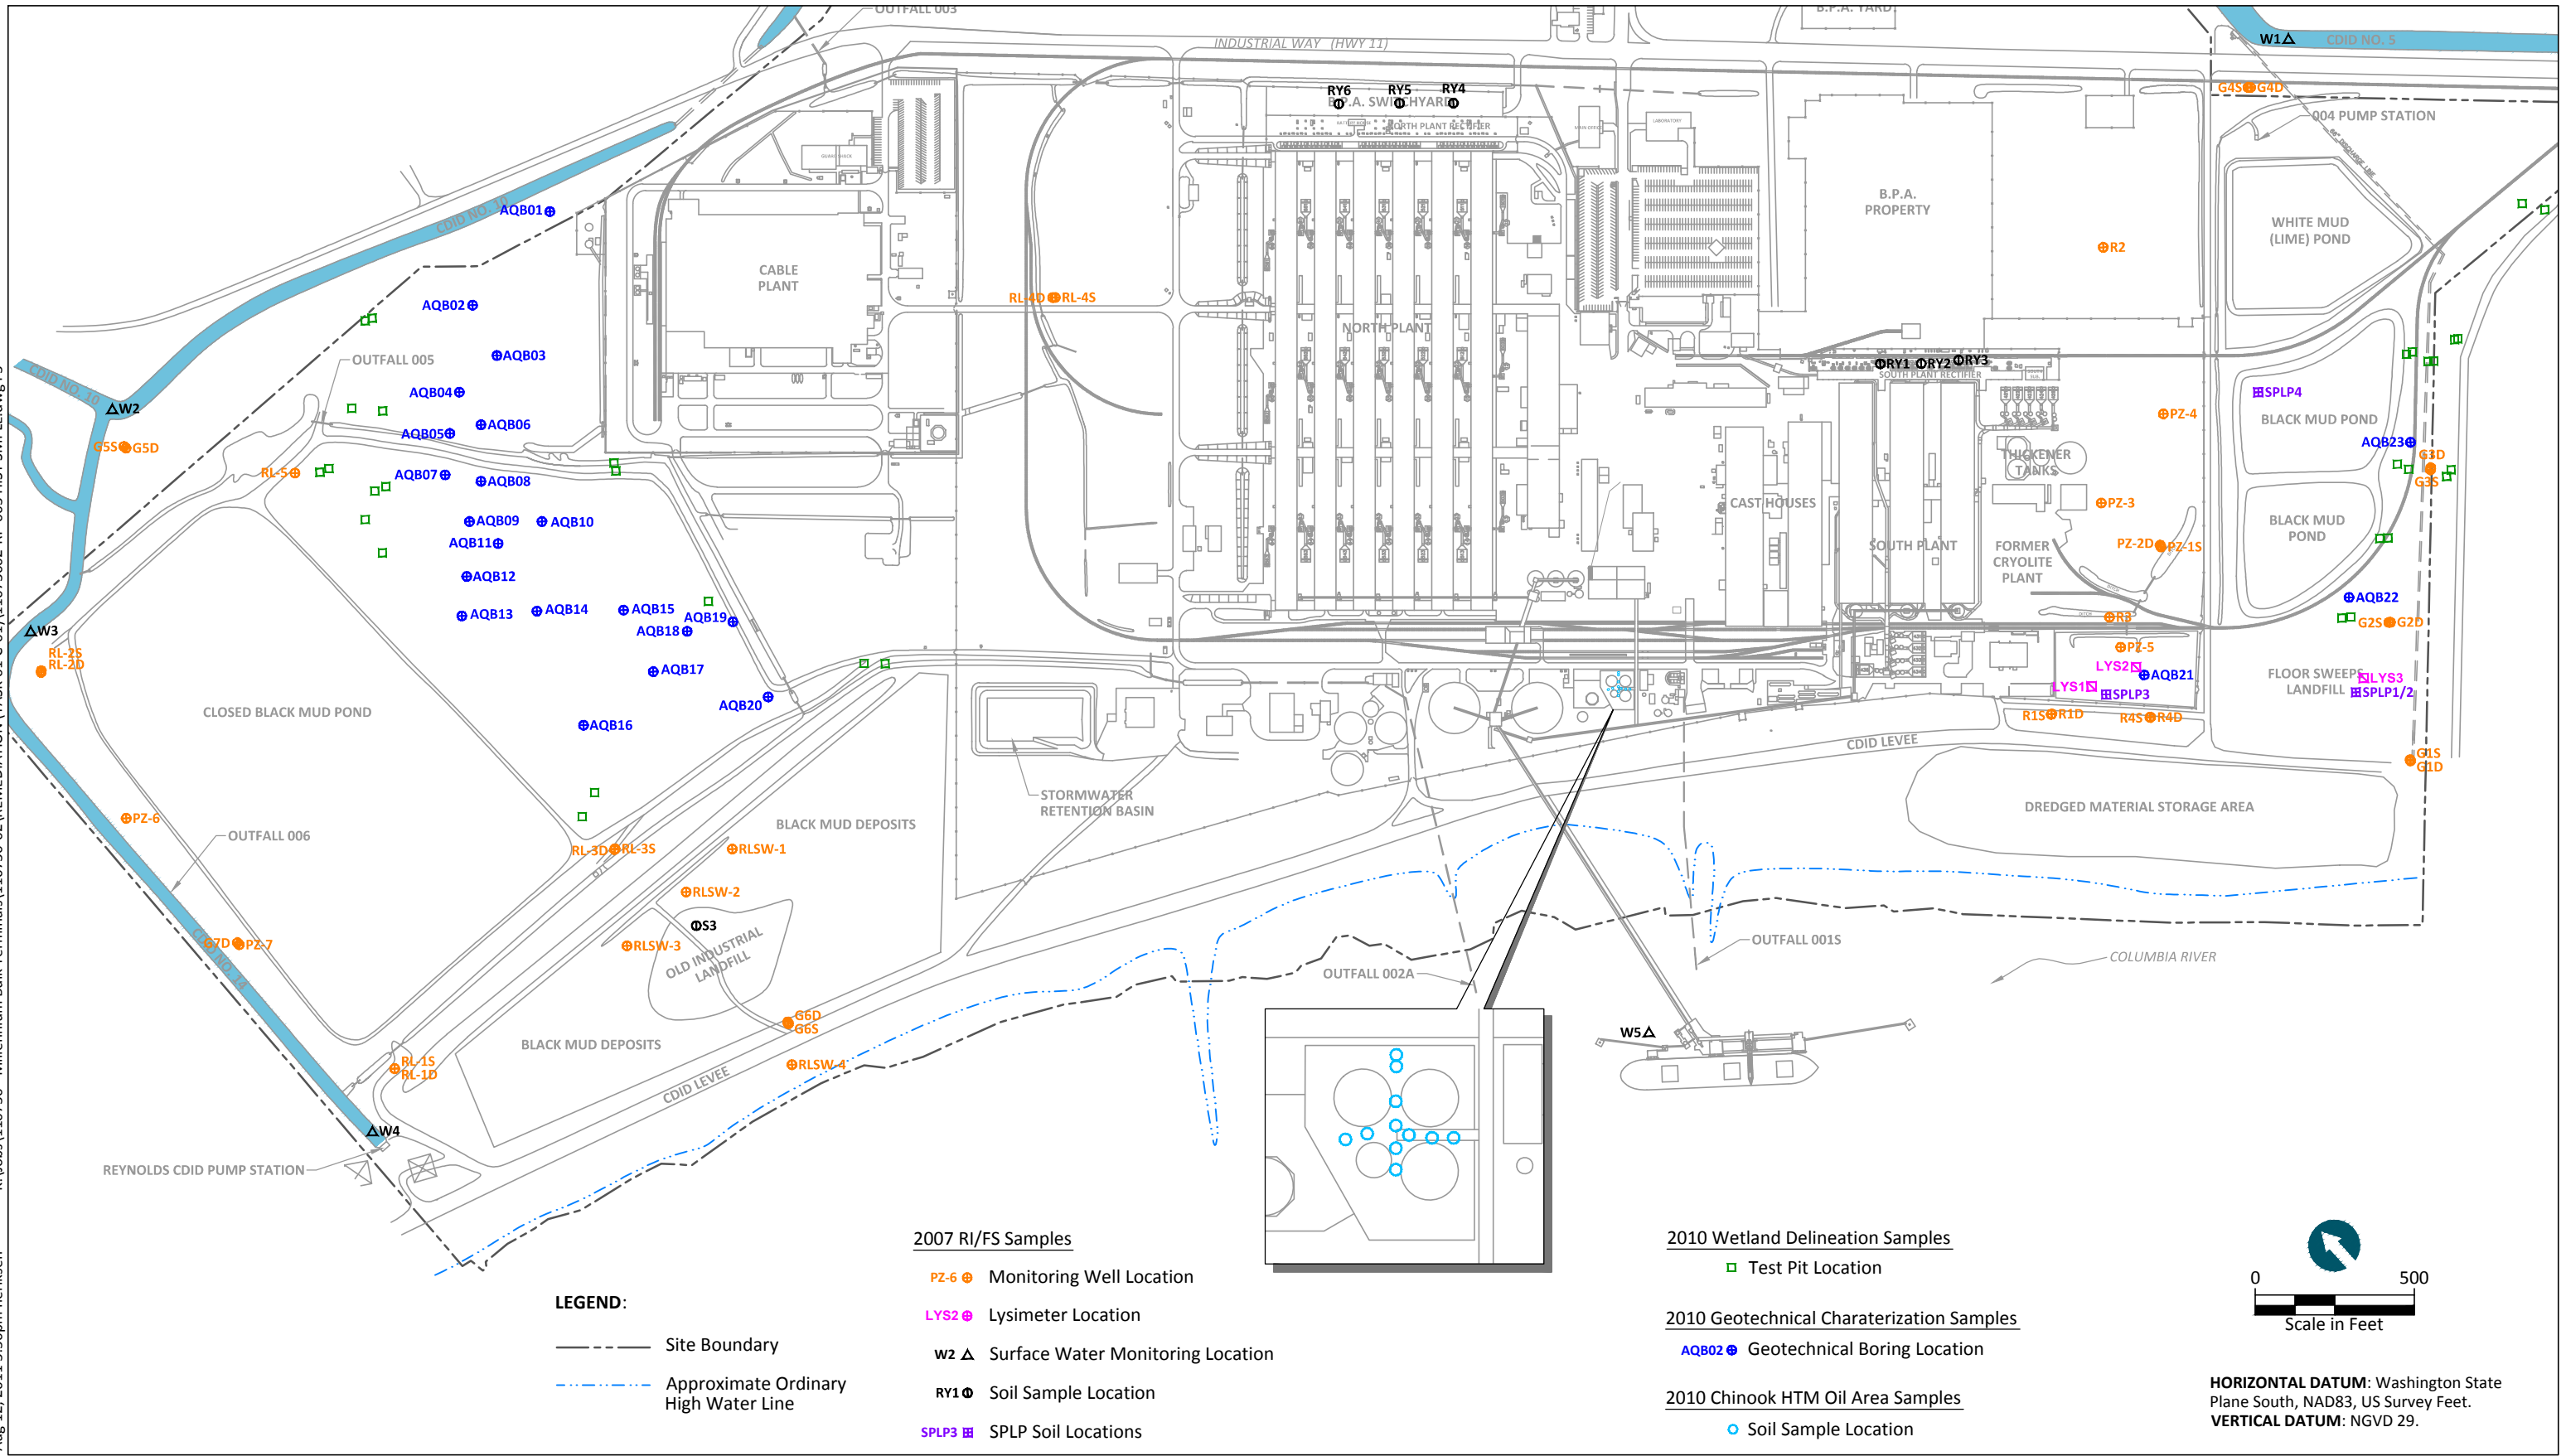 OUTFALL 003
B.P.A. YARD
INDUSTRIAL WAY (HWY 11)
W1
CDID NO. 5
G4S
G4D
RY6
RY5
RY4
B.P.A. SWITCHYARD
NORTH PLANT RECTIFIER
MAIN OFFICE
LABORATORY
004 PUMP STATION
66" DISCHARGE LINE
AQB01
CDID NO. 10
B.P.A.
PROPERTY
WHITE MUD
(LIME) POND
R2
CABLE
PLANT
AQB02
RL-4D
RL-4S
NORTH PLANT
OUTFALL 005
AQB03
CDID NO. 10
AQB04
W2
RY1
RY2
RY3
SOUTH PLANT RECTIFIER
SPLP4
PZ-4
BLACK MUD POND
AQB06
AQB05
G5S
G5D
AQB23
G3D
G3S
THICKENER
TANKS
RL-5
AQB07
AQB08
CAST HOUSES
PZ-3
AQB09
AQB10
BLACK MUD
POND
AQB11
SOUTH PLANT
FORMER
CRYOLITE
PLANT
PZ-2D
PZ-1S
AQB12
AQB22
AQB13
AQB14
AQB15
AQB18
AQB19
R3
G2S
G2D
W3
RL-2S
RL-2D
PZ-5
AQB17
LYS2
AQB21
FLOOR SWEEPS
LANDFILL
LYS3
SPLP1/2
LYS1
SPLP3
AQB20
CLOSED BLACK MUD POND
AQB16
R1S
R1D
R4S
R4D
CDID LEVEE
G1S
G1D
STORMWATER
RETENTION BASIN
DREDGED MATERIAL STORAGE AREA
PZ-6
OUTFALL 006
BLACK MUD DEPOSITS
RL-3D
RL-3S
RLSW-1
RLSW-2
S3
RLSW-3
OLD INDUSTRIAL
LANDFILL
G7D
PZ-7
CDID NO. 14
OUTFALL 001S
COLUMBIA RIVER
OUTFALL 002A
G6D
G6S
W5
BLACK MUD DEPOSITS
RLSW-4
RL-1S
RL-1D
CDID LEVEE
W4
REYNOLDS CDID PUMP STATION
LEGEND:
Site Boundary
Approximate Ordinary
High Water Line
2007 RI/FS Samples
PZ-6 Monitoring Well Location
LYS2 Lysimeter Location
W2 Surface Water Monitoring Location
RY1 Soil Sample Location
SPLP3 SPLP Soil Locations
2010 Wetland Delineation Samples
Test Pit Location
2010 Geotechnical Charaterization Samples
AQB02 Geotechnical Boring Location
2010 Chinook HTM Oil Area Samples
Soil Sample Location
0 500
Scale in Feet
HORIZONTAL DATUM: Washington State
Plane South, NAD83, US Survey Feet.
VERTICAL DATUM: NGVD 29.